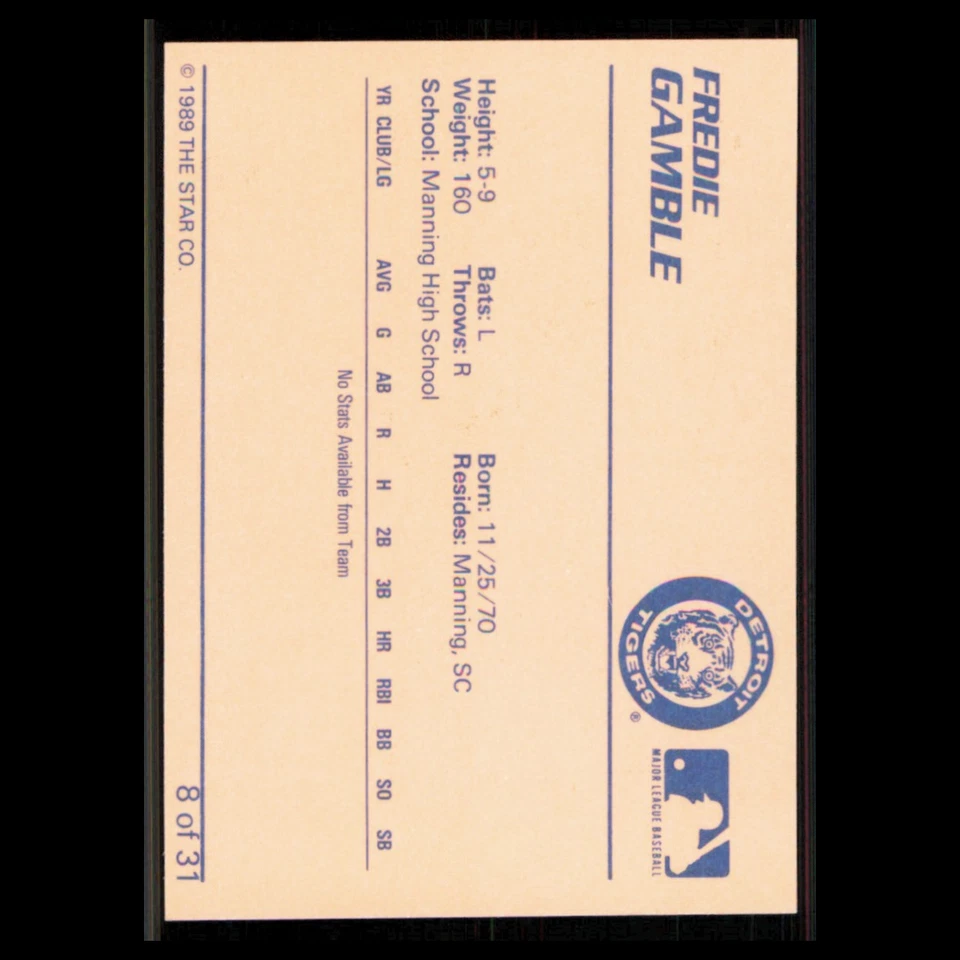 FREDIE
GAMBLE
DETROIT
TIGERS
®
MAJOR LEAGUE BASEBALL
Height: 5-9 Bats: L Born: 11/25/70
Weight: 160 Throws: R Resides: Manning, SC
School: Manning High School
YR CLUB/LG AVG G AB R H 2B 3B HR RBI BB SO SB
No Stats Available from Team
© 1989 THE STAR CO. 8 of 31